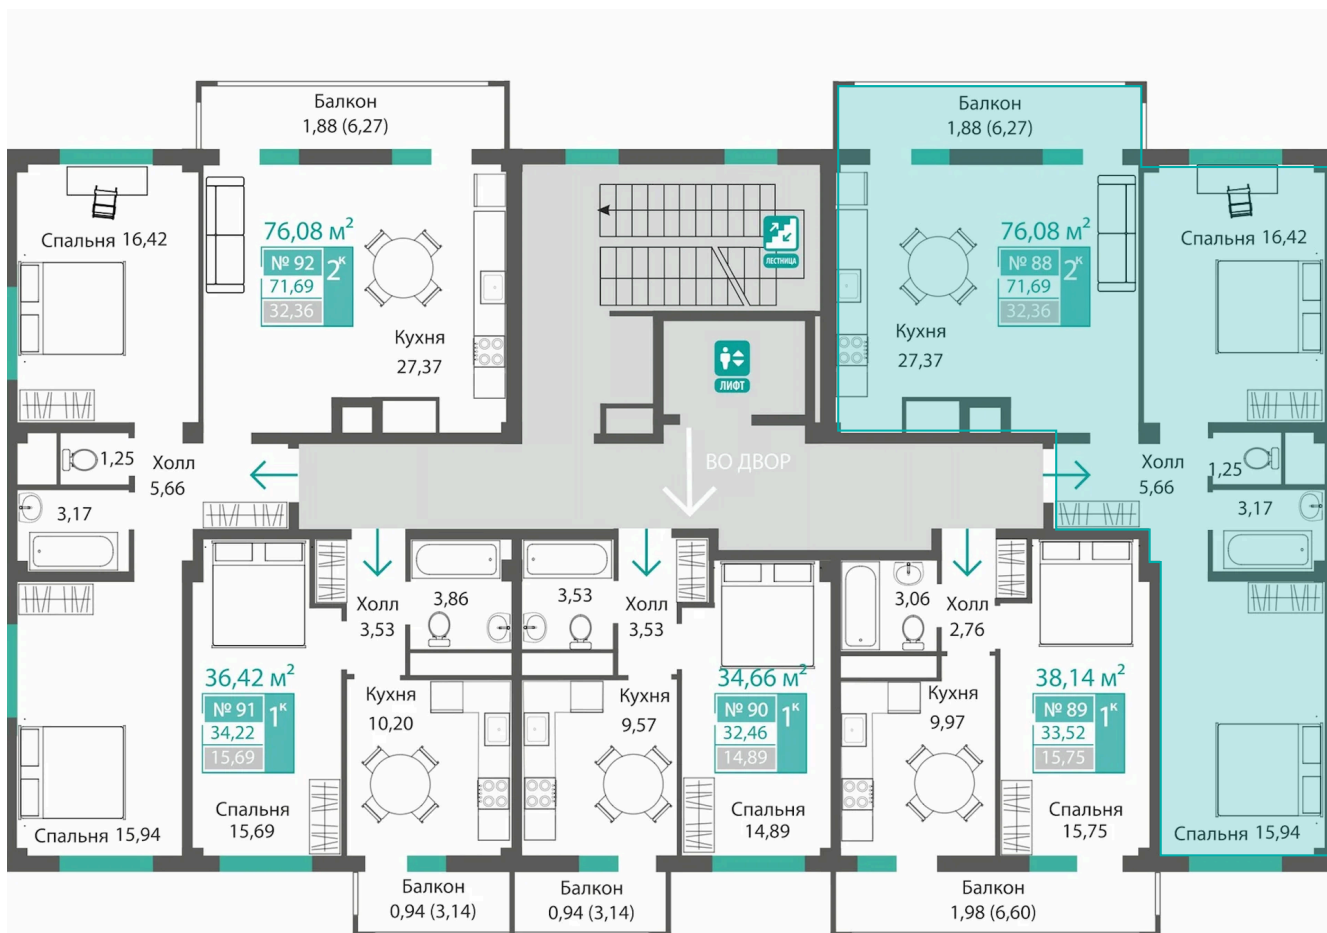 Балкон
1,88 (6,27)
Спальня 16,42
76,08 м²
№ 92
71,69
32,36
2к
Кухня
27,37
1,25
Холл
5,66
3,17
Спальня 15,94
ЛЕСТНИЦА
ЛИФТ
ВО ДВОР
Балкон
1,88 (6,27)
76,08 м²
№ 88
71,69
32,36
2к
Спальня 16,42
Кухня
27,37
Холл
5,66
1,25
3,17
Спальня 15,94
Холл
3,53
3,86
36,42 м²
№ 91
34,22
15,69
1к
Кухня
10,20
Спальня
15,69
Балкон
0,94 (3,14)
3,53
Холл
3,53
34,66 м²
№ 90
32,46
14,89
1к
Кухня
9,57
Спальня
14,89
Балкон
0,94 (3,14)
3,06
Холл
2,76
38,14 м²
№ 89
33,52
15,75
1к
Кухня
9,97
Спальня
15,75
Балкон
1,98 (6,60)